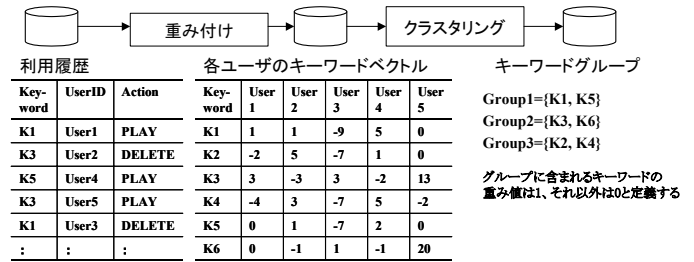 重み付け
クラスタリング
利用履歴
各ユーザのキーワードベクトル
キーワードグループ
Key-word UserID Action
K1 User1 PLAY
K3 User2 DELETE
K5 User4 PLAY
K3 User5 PLAY
K1 User3 DELETE
: : :
Key-word User 1 User 2 User 3 User 4 User 5
K1 1 1 -9 5 0
K2 -2 5 -7 1 0
K3 3 -3 3 -2 13
K4 -4 3 -7 5 -2
K5 0 1 -7 2 0
K6 0 -1 1 -1 20
Group1={K1, K5}
Group2={K3, K6}
Group3={K2, K4}
グループに含まれるキーワードの
重み値は1、それ以外は0と定義する